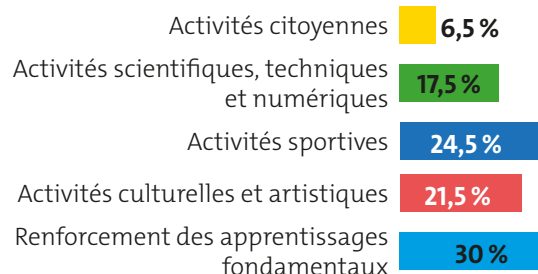 Activités citoyennes 6,5 %
Activités scientifiques, techniques
et numériques 17,5 %
Activités sportives 24,5 %
Activités culturelles et artistiques 21,5 %
Renforcement des apprentissages
fondamentaux 30 %